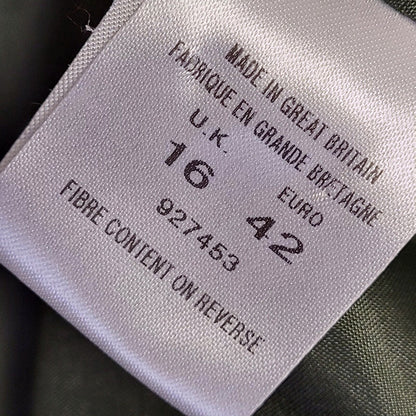 MADE IN GREAT BRITAIN
FABRIQUE EN GRANDE BRETAGNE
U.K. EURO
16 42
927453
FIBRE CONTENT ON REVERSE